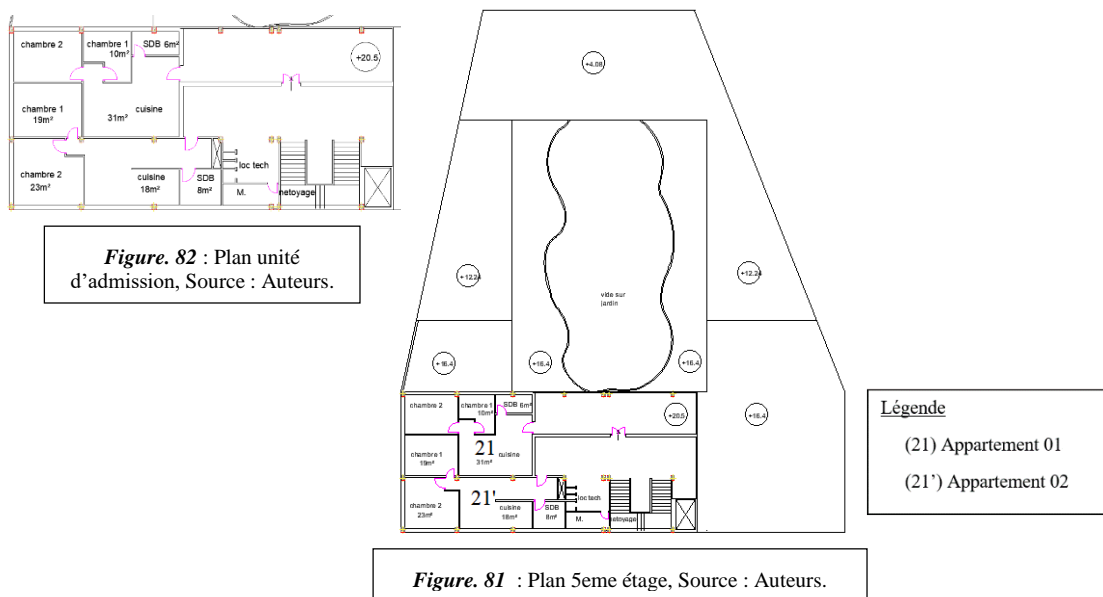 chambre 2
chambre 1
10m²
SDB 6m²
+20.5
chambre 1
19m²
cuisine
31m²
chambre 2
23m²
cuisine
18m²
SDB
8m²
loc tech
M.
netoyage
Figure. 82 : Plan unité
d'admission, Source : Auteurs.
+4.08
+12.24
+12.24
vide sur
jardin
+16.4
+16.4
+16.4
chambre 2
chambre 1
10m²
SDB 6m²
+20.5
+16.4
chambre 1
19m²
21
cuisine
31m²
chambre 2
23m²
21'
cuisine
18m²
SDB
8m²
loc tech
M.
netoyage
Légende
(21) Appartement 01
(21') Appartement 02
Figure. 81 : Plan 5eme étage, Source : Auteurs.